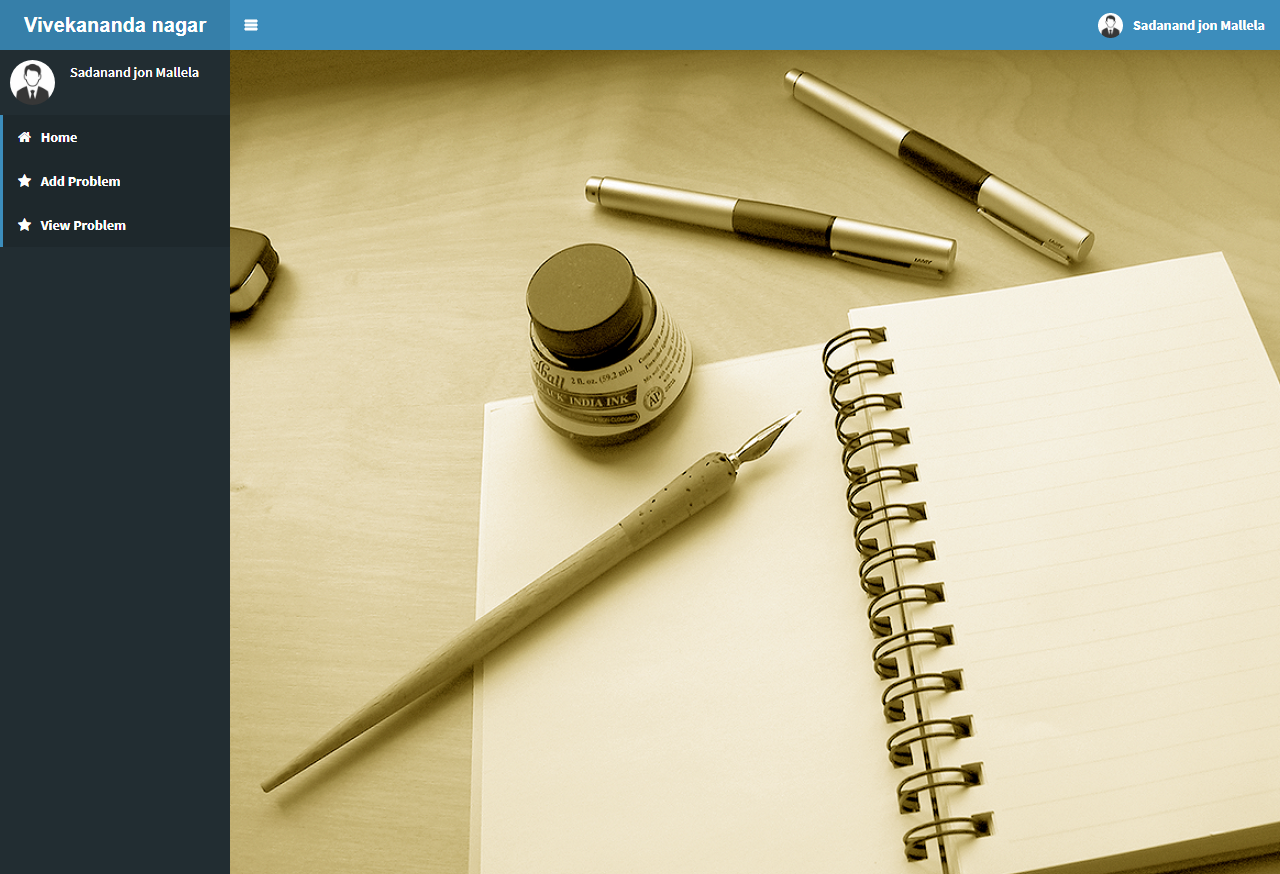 Vivekananda nagar
Sadanand jon Mallela
Sadanand jon Mallela
Home
Add Problem
View Problem
2 fl. oz. (59.2 ml.)
BLACK INDIA INK
AP